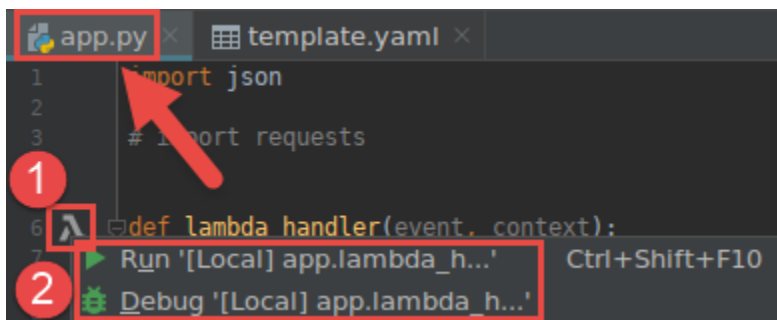 app.py template.yaml
1 import json
2
3 # import requests
1
6 def lambda_handler(event, context):
7 Run '[Local] app.lambda_h...' Ctrl+Shift+F10
2 Debug '[Local] app.lambda_h...'